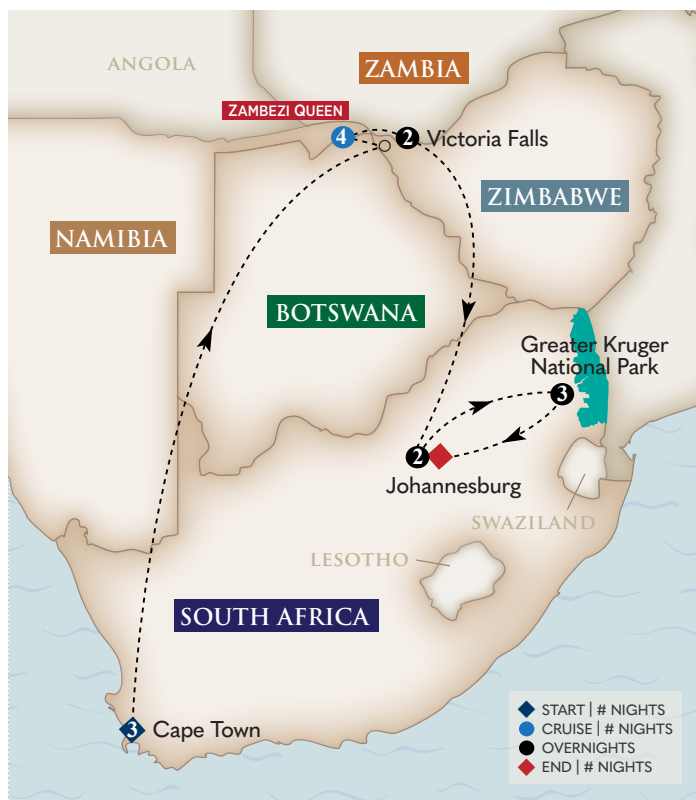 ANGOLA
ZAMBIA
ZAMBEZI QUEEN
4
2
Victoria Falls
ZIMBABWE
NAMIBIA
BOTSWANA
Greater Kruger
National Park
3
2
Johannesburg
SWAZILAND
LESOTHO
SOUTH AFRICA
3
Cape Town
START | # NIGHTS
CRUISE | # NIGHTS
OVERNIGHTS
END | # NIGHTS